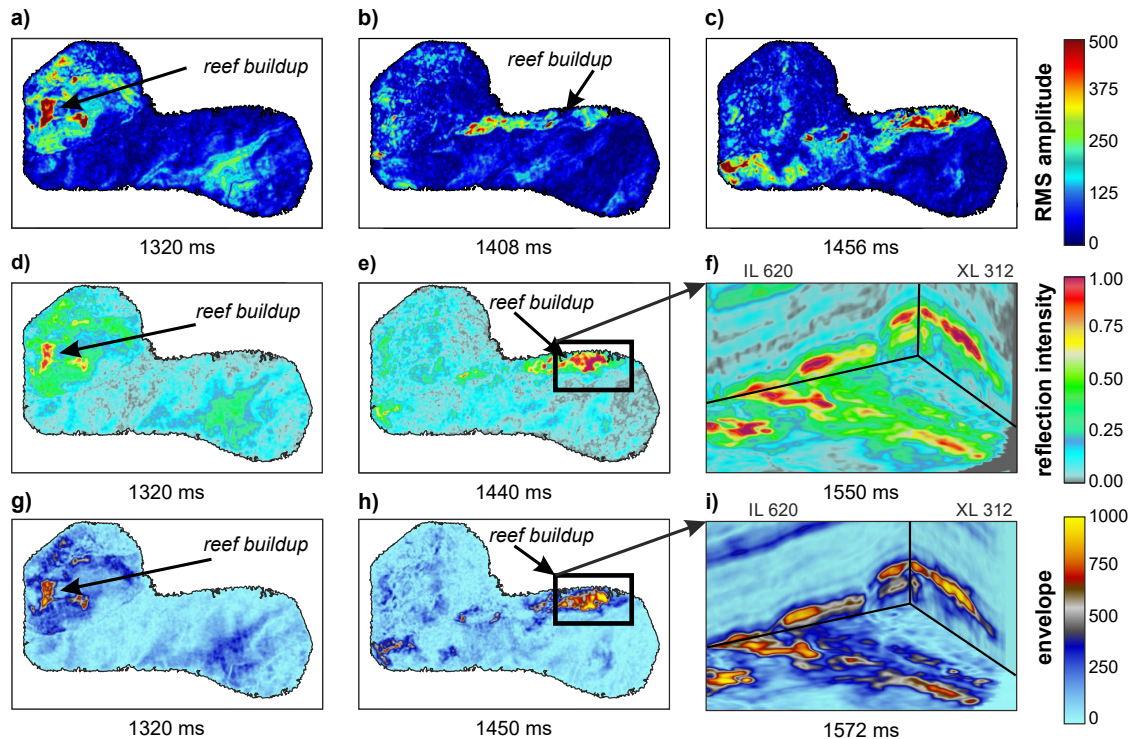 a)
b)
c)
reef buildup
reef buildup
500
375
250
125
0
RMS amplitude
1320 ms
1408 ms
1456 ms
d)
e)
f)
IL 620
XL 312
reef buildup
reef buildup
1.00
0.75
0.50
0.25
0.00
reflection intensity
1320 ms
1440 ms
1550 ms
g)
h)
i)
IL 620
XL 312
reef buildup
reef buildup
1000
750
500
250
0
envelope
1320 ms
1450 ms
1572 ms